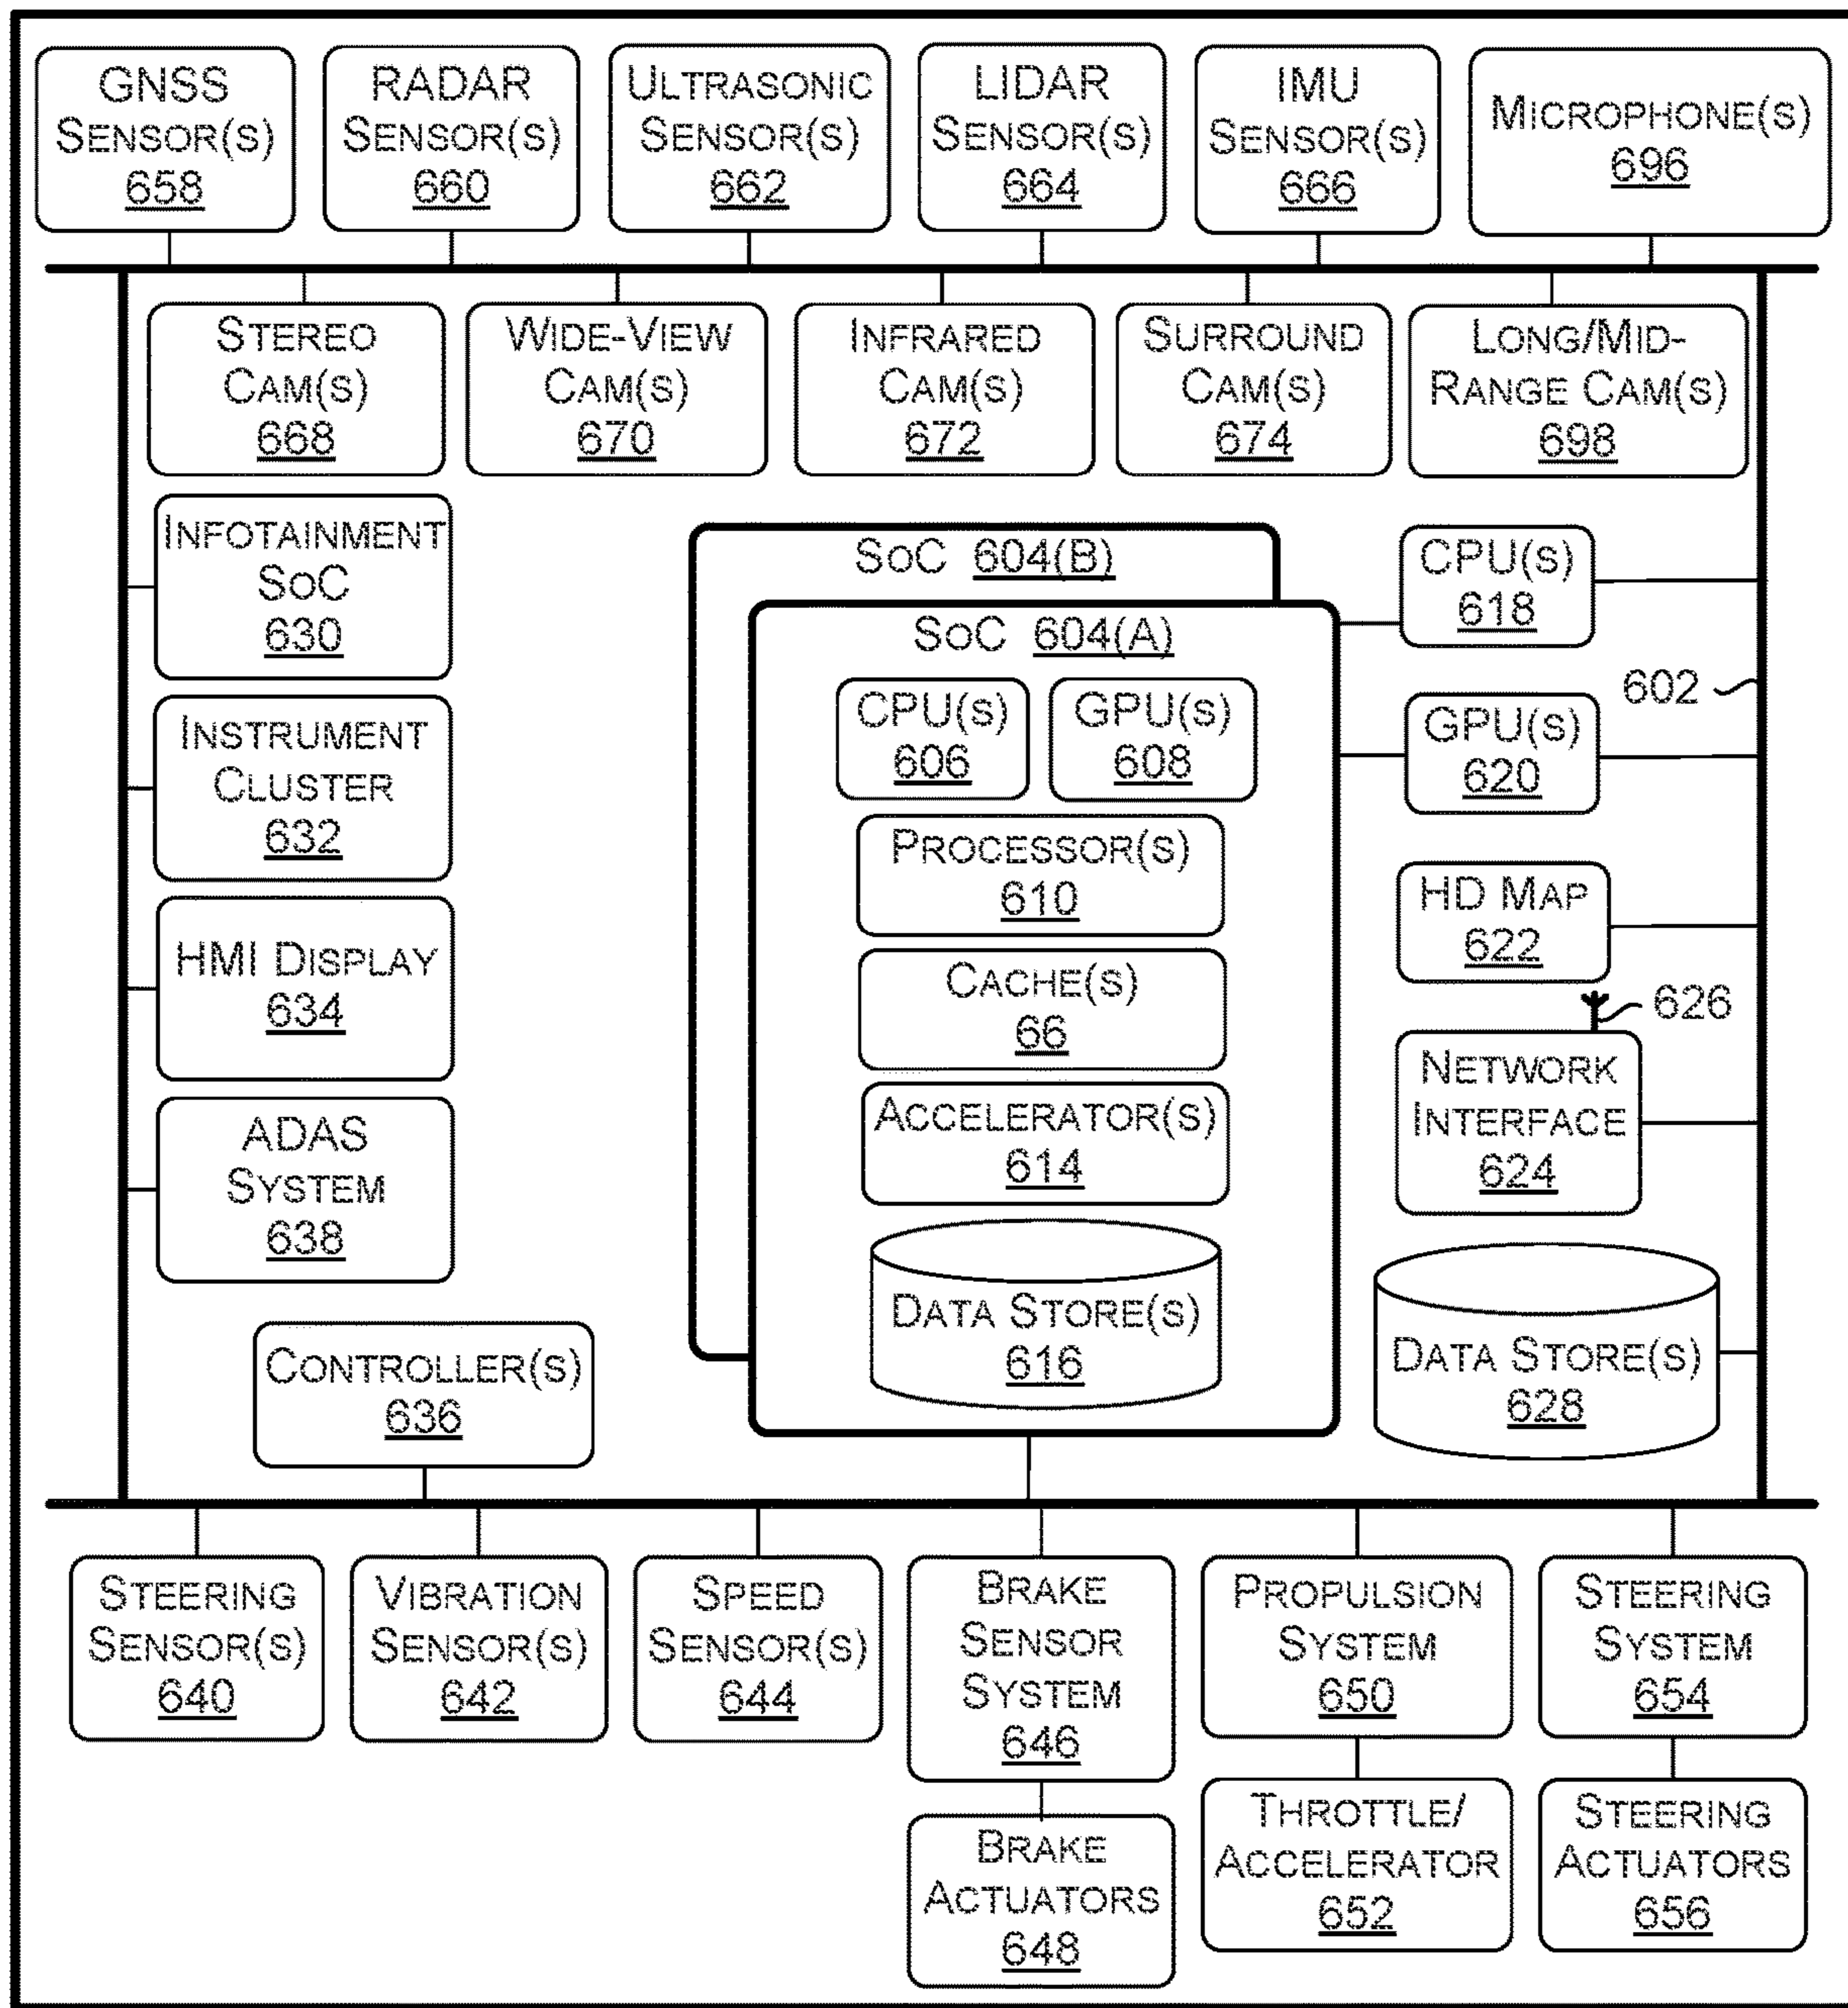 GNSS
SENSOR(S)
658
RADAR
SENSOR(S)
660
ULTRASONIC
SENSOR(S)
662
LIDAR
SENSOR(S)
664
IMU
SENSOR(S)
666
MICROPHONE(S)
696
STEREO
CAM(S)
668
WIDE-VIEW
CAM(S)
670
INFRARED
CAM(S)
672
SURROUND
CAM(S)
674
LONG/MID-
RANGE CAM(S)
698
INFOTAINMENT
SOC
630
INSTRUMENT
CLUSTER
632
HMI DISPLAY
634
ADAS
SYSTEM
638
CONTROLLER(S)
636
SOC 604(B)
SOC 604(A)
CPU(S)
606
GPU(S)
608
PROCESSOR(S)
610
CACHE(S)
66
ACCELERATOR(S)
614
DATA STORE(S)
616
CPU(S)
618
602
GPU(S)
620
HD MAP
622
626
NETWORK
INTERFACE
624
DATA STORE(S)
628
STEERING
SENSOR(S)
640
VIBRATION
SENSOR(S)
642
SPEED
SENSOR(S)
644
BRAKE
SENSOR
SYSTEM
646
PROPULSION
SYSTEM
650
STEERING
SYSTEM
654
BRAKE
ACTUATORS
648
THROTTLE/
ACCELERATOR
652
STEERING
ACTUATORS
656